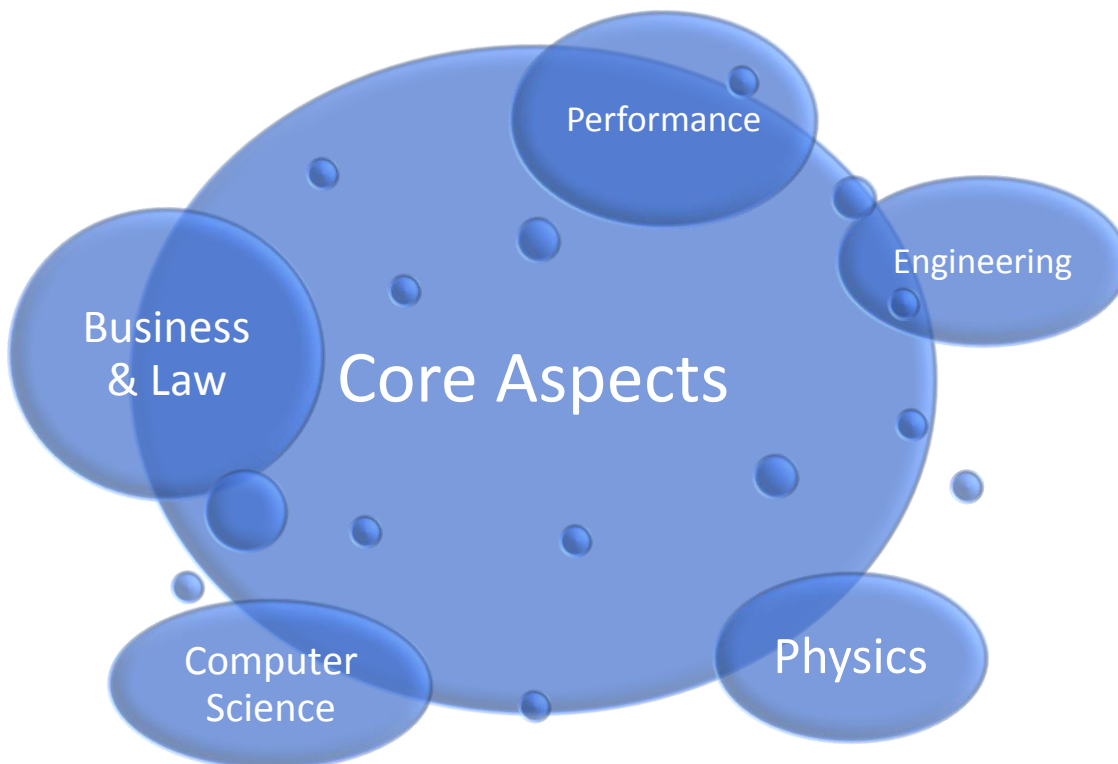 Performance
Engineering
Business
& Law
Core Aspects
Computer
Science
Physics